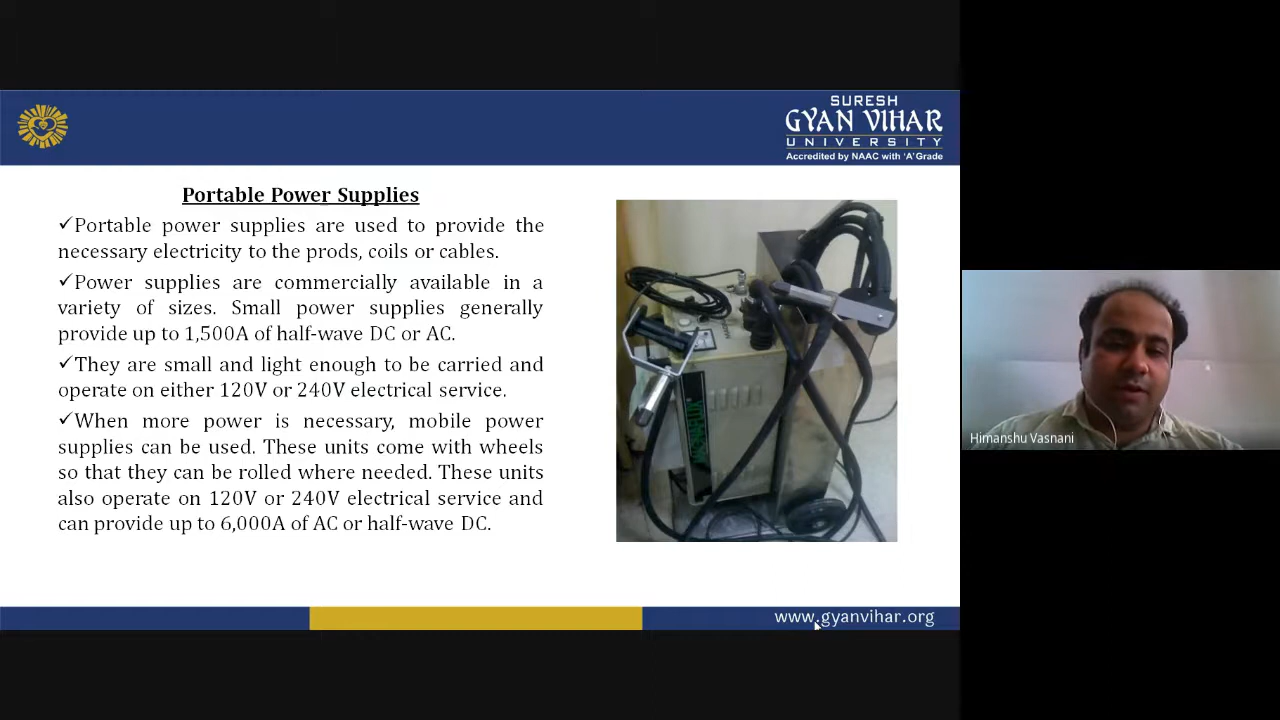 SURESH
GYAN VIHAR
UNIVERSITY
Accredited by NAAC with 'A' Grade
Portable Power Supplies
✓Portable power supplies are used to provide the
necessary electricity to the prods, coils or cables.
✓Power supplies are commercially available in a
variety of sizes. Small power supplies generally
provide up to 1,500A of half-wave DC or AC.
✓They are small and light enough to be carried and
operate on either 120V or 240V electrical service.
✓When more power is necessary, mobile power
supplies can be used. These units come with wheels
so that they can be rolled where needed. These units
also operate on 120V or 240V electrical service and
can provide up to 6,000A of AC or half-wave DC.
Himanshu Vasnani
www.gyanvihar.org